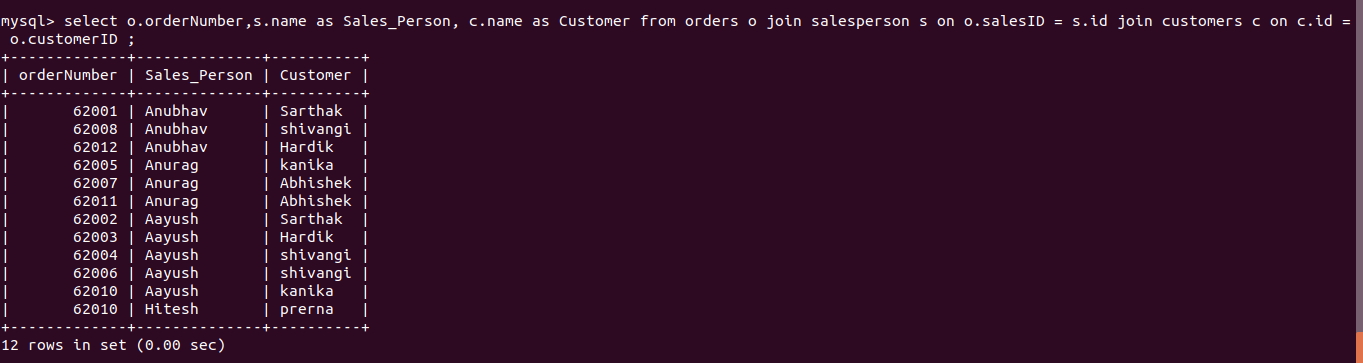 mysql> select o.orderNumber,s.name as Sales_Person, c.name as Customer from orders o join salesperson s on o.salesID = s.id join customers c on c.id =
 o.customerID ;
+-------------+--------------+----------+
| orderNumber | Sales_Person | Customer |
+-------------+--------------+----------+
|       62001 | Anubhav      | Sarthak  |
|       62008 | Anubhav      | shivangi |
|       62012 | Anubhav      | Hardik   |
|       62005 | Anurag       | kanika   |
|       62007 | Anurag       | Abhishek |
|       62011 | Anurag       | Abhishek |
|       62002 | Aayush       | Sarthak  |
|       62003 | Aayush       | Hardik   |
|       62004 | Aayush       | shivangi |
|       62006 | Aayush       | shivangi |
|       62010 | Aayush       | kanika   |
|       62010 | Hitesh       | prerna   |
+-------------+--------------+----------+
12 rows in set (0.00 sec)